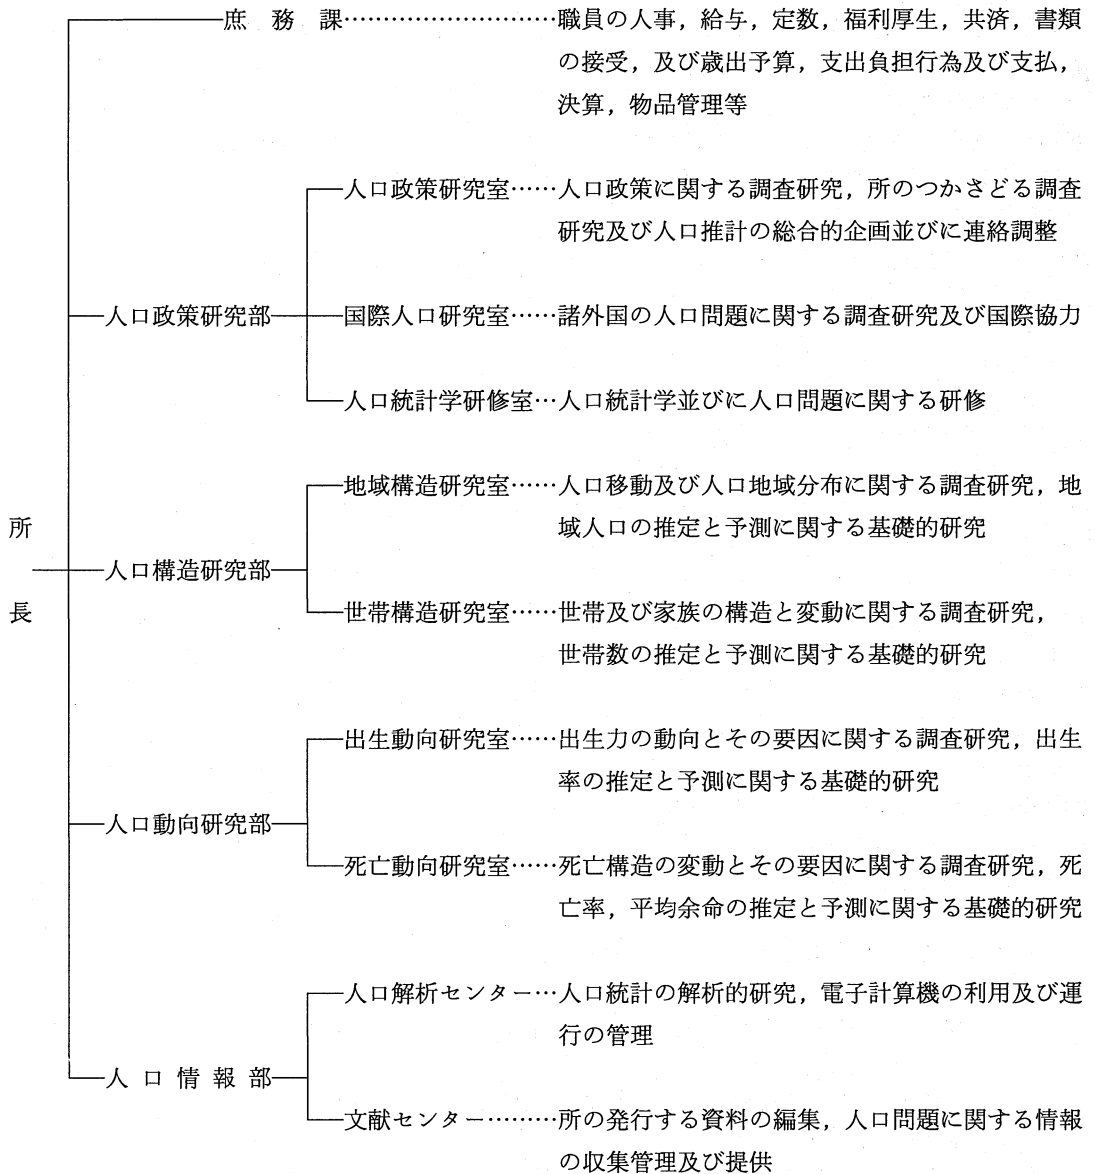 庶務課……………………職員の人事，給与，定数，福利厚生，共済，書類
の接受，及び歳出予算，支出負担行為及び支払，
決算，物品管理等
人口政策研究室……人口政策に関する調査研究，所のつかさどる調査
研究及び人口推計の総合的企画並びに連絡調整
人口政策研究部
国際人口研究室……諸外国の人口問題に関する調査研究及び国際協力
人口統計学研修室…人口統計学並びに人口問題に関する研修
地域構造研究室……人口移動及び人口地域分布に関する調査研究，地
域人口の推定と予測に関する基礎的研究
所長
人口構造研究部
世帯構造研究室……世帯及び家族の構造と変動に関する調査研究，
世帯数の推定と予測に関する基礎的研究
出生動向研究室……出生力の動向とその要因に関する調査研究，出生
率の推定と予測に関する基礎的研究
人口動向研究部
死亡動向研究室……死亡構造の変動とその要因に関する調査研究，死
亡率，平均余命の推定と予測に関する基礎的研究
人口解析センター…人口統計の解析的研究，電子計算機の利用及び運
行の管理
人口情報部
文献センター………所の発行する資料の編集，人口問題に関する情報
の収集管理及び提供